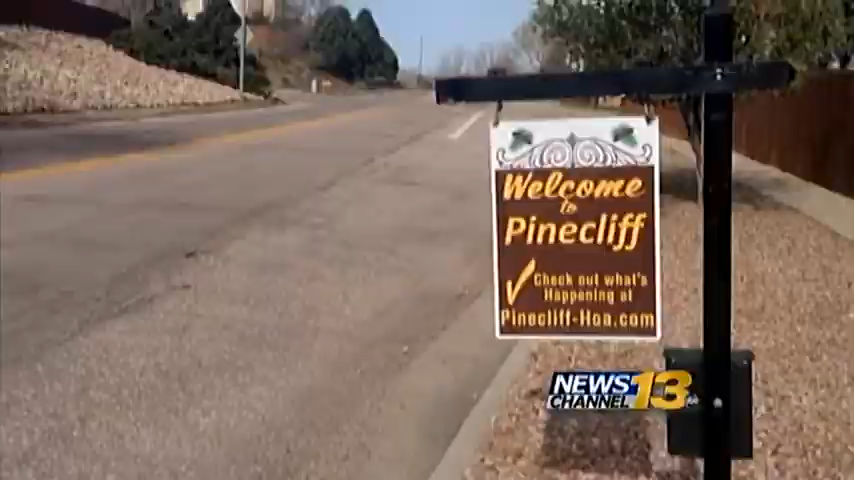 Welcome
to
Pinecliff
Check out what's
Happening at
Pinecliff-Hoa.com
NEWS 13
CHANNEL